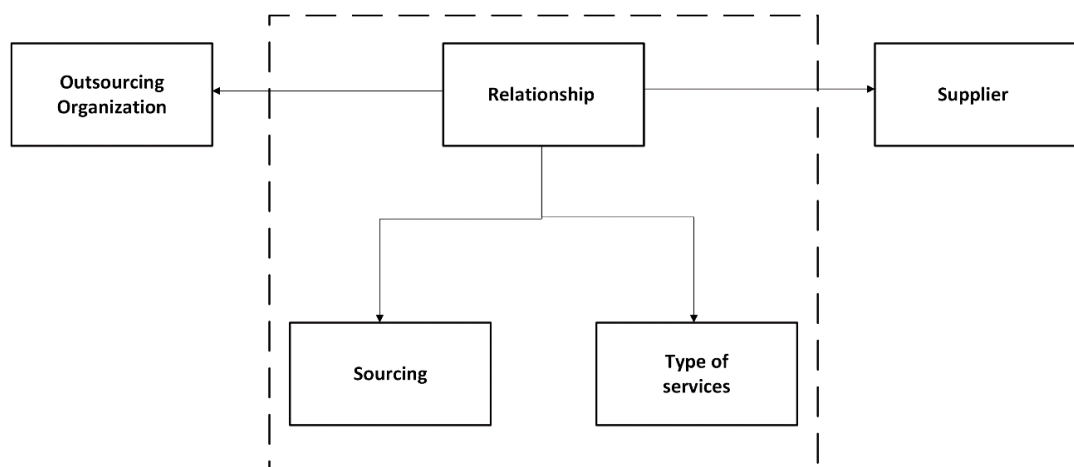 Outsourcing
Organization
Relationship
Supplier
Sourcing
Type of
services